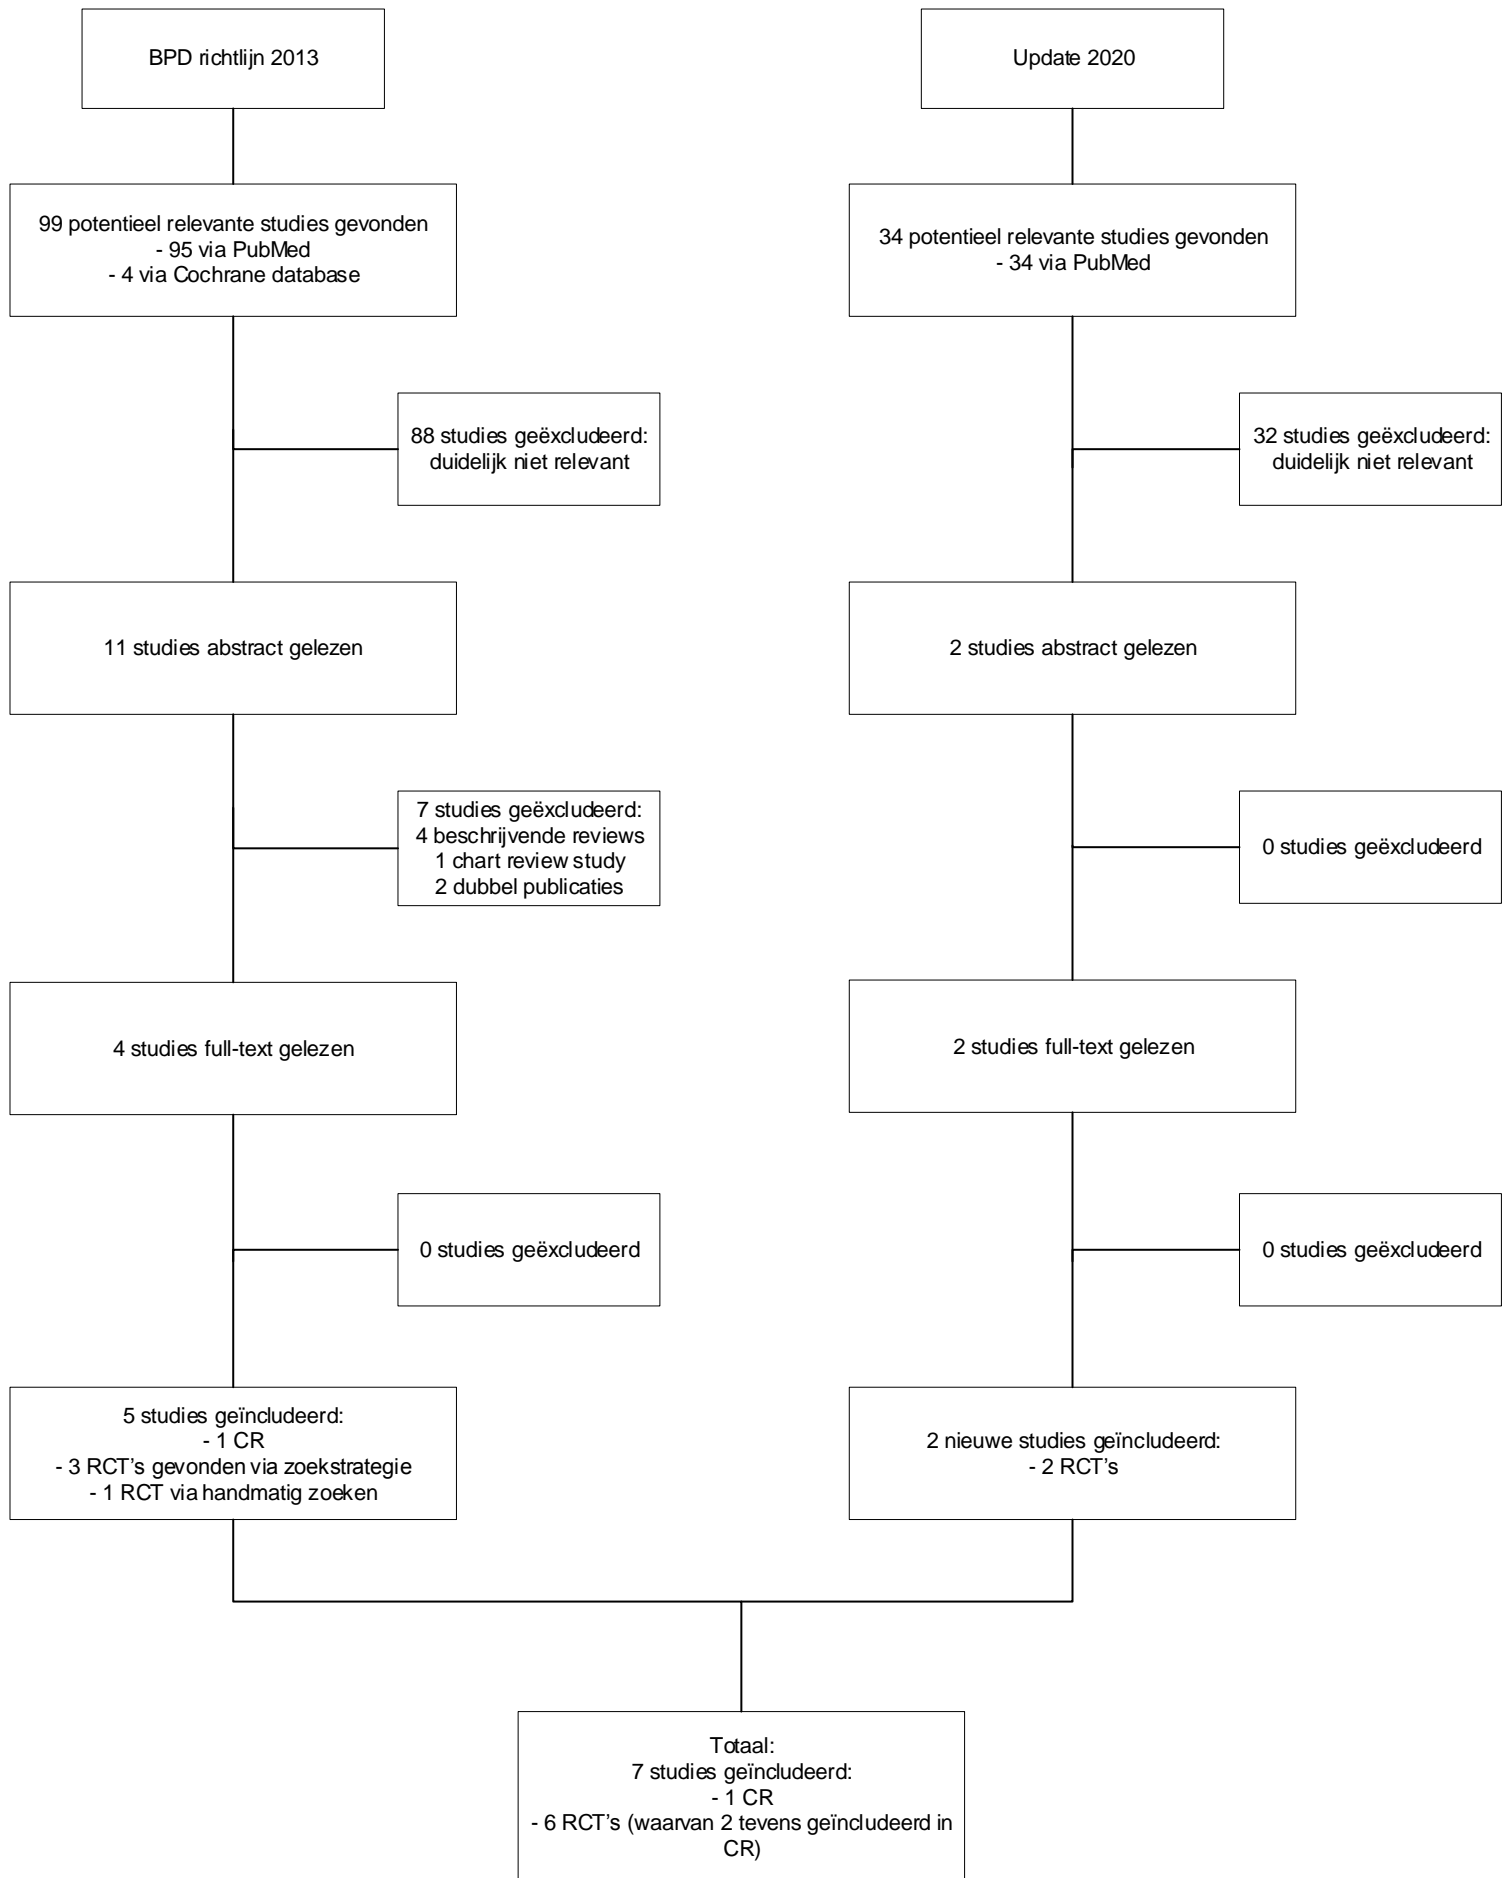 BPD richtlijn 2013
99 potentieel relevante studies gevonden
- 95 via PubMed
- 4 via Cochrane database
88 studies geëxcludeerd:
duidelijk niet relevant
11 studies abstract gelezen
7 studies geëxcludeerd:
4 beschrijvende reviews
1 chart review study
2 dubbel publicaties
4 studies full-text gelezen
0 studies geëxcludeerd
5 studies geïncludeerd:
- 1 CR
- 3 RCT's gevonden via zoekstrategie
- 1 RCT via handmatig zoeken
Update 2020
34 potentieel relevante studies gevonden
- 34 via PubMed
32 studies geëxcludeerd:
duidelijk niet relevant
2 studies abstract gelezen
0 studies geëxcludeerd
2 studies full-text gelezen
0 studies geëxcludeerd
2 nieuwe studies geïncludeerd:
- 2 RCT's
Totaal:
7 studies geïncludeerd:
- 1 CR
- 6 RCT's (waarvan 2 tevens geïncludeerd in
CR)